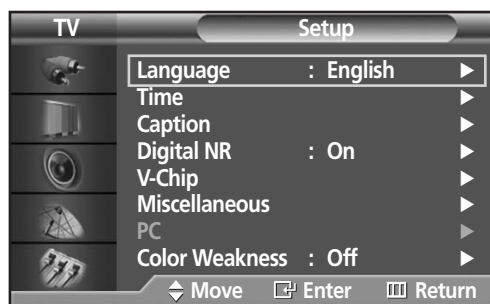 TV Setup
Language : English
Time
Caption
Digital NR : On
V-Chip
Miscellaneous
PC
Color Weakness : Off
Move Enter Return